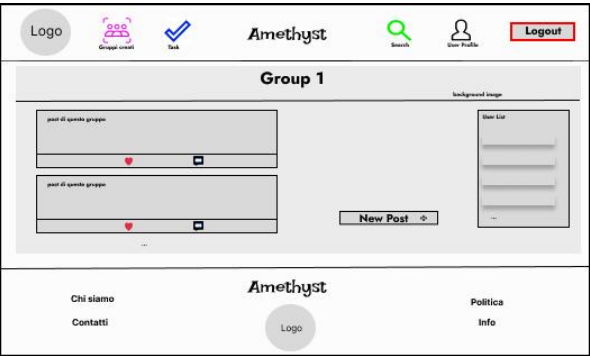 Logo
Gruppi creati
Task
Amethyst
Search
User Profile
Logout
Group 1
background image
post di questo gruppo
User List
post di questo gruppo
New Post
...
...
Amethyst
Chi siamo
Politica
Contatti
Logo
Info